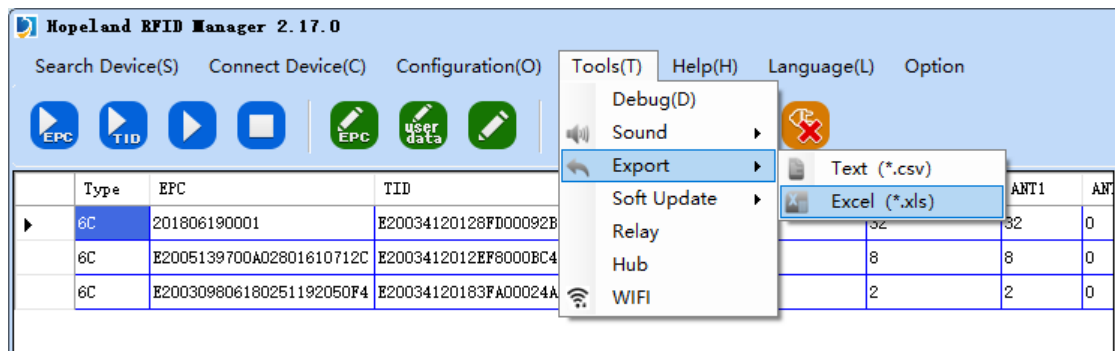 Hopeland RFID Manager 2.17.0
Search Device(S) Connect Device(C) Configuration(O) Tools(T) Help(H) Language(L) Option
Debug(D)
EPC TID EPC user data Sound
Export Text (*.csv)
Type EPC TID Soft Update Excel (*.xls) ANT1
6C 201806190001 E20034120128FD00092B Relay 32 32 0
6C E2005139700A02801610712C E2003412012EF8000BC4 Hub 8 8 0
6C E200309806180251192050F4 E20034120183FA00024A WIFI 2 2 0